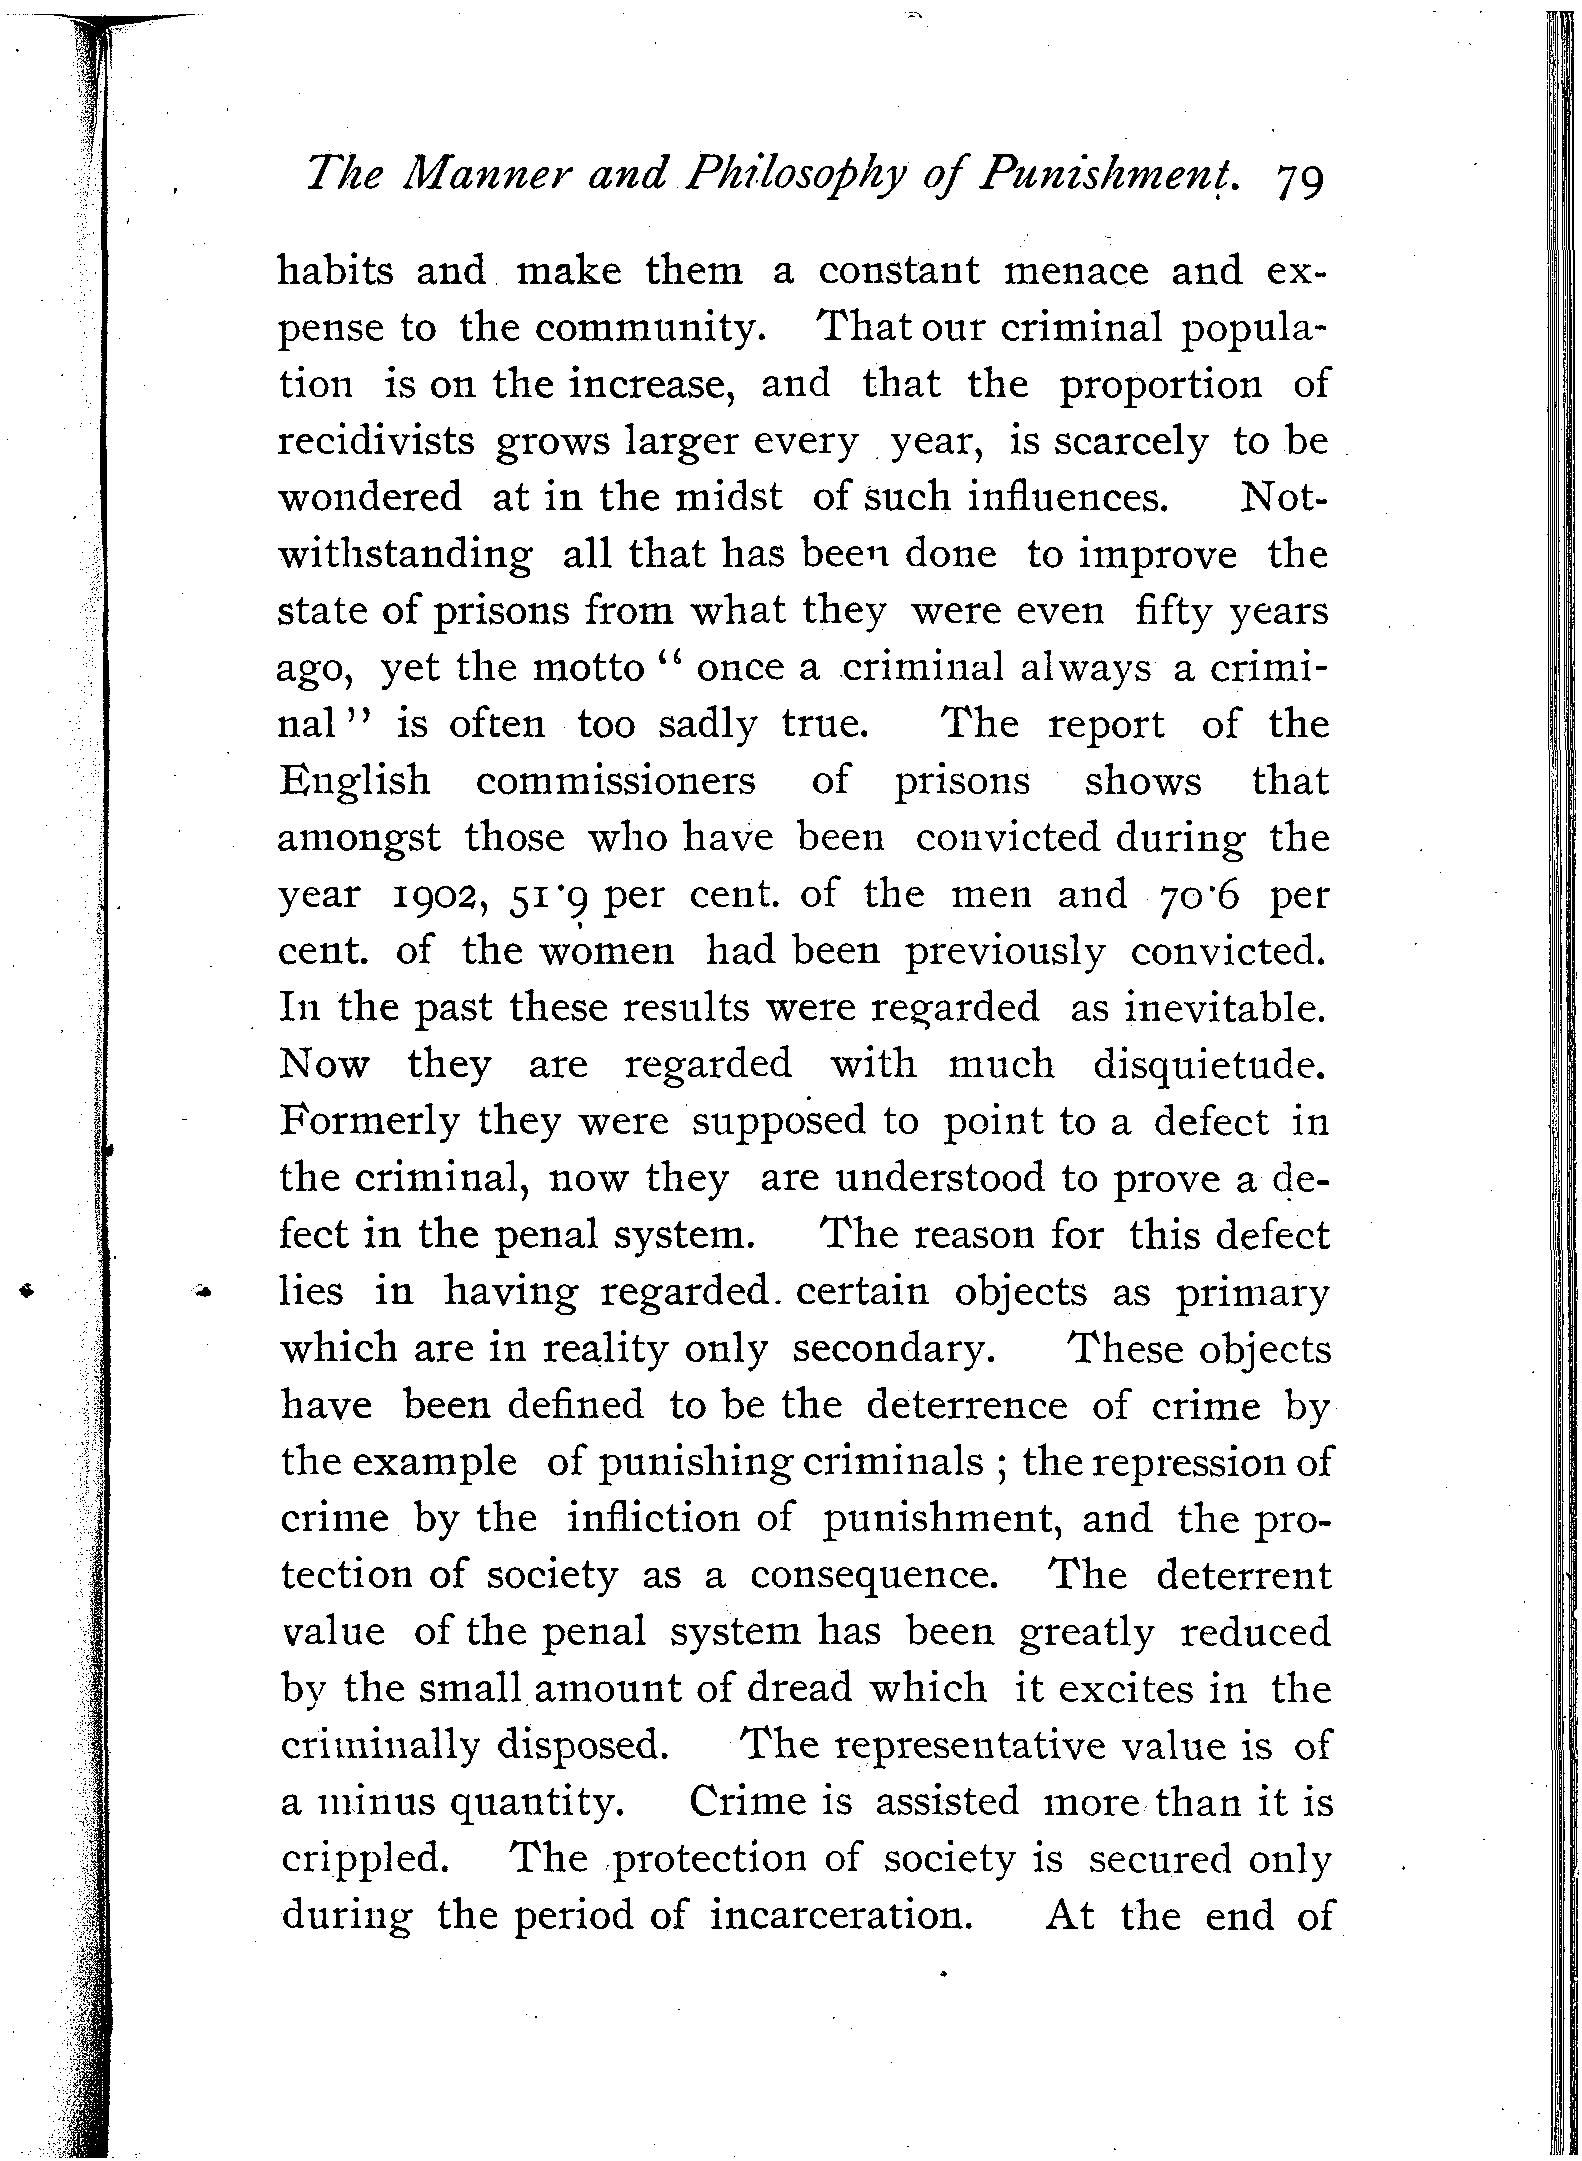 The Manner and Philosophy of Punishment. 79
habits and make them a constant menace and ex-
pense to the community. That our criminal popula-
tion is on the increase, and that the proportion of
recidivists grows larger every year, is scarcely to be
wondered at in the midst of such influences. Not-
withstanding all that has been done to improve the
state of prisons from what they were even fifty years
ago, yet the motto “ once a criminal always a crimi-
nal ” is often too sadly true. The report of the
English commissioners of prisons shows that
amongst those who have been convicted during the
year 1902, 51·9 per cent. of the men and 70·6 per
cent. of the women had been previously convicted.
In the past these results were regarded as inevitable.
Now they are regarded with much disquietude.
Formerly they were supposed to point to a defect in
the criminal, now they are understood to prove a de-
fect in the penal system. The reason for this defect
lies in having regarded certain objects as primary
which are in reality only secondary. These objects
have been defined to be the deterrence of crime by
the example of punishing criminals ; the repression of
crime by the infliction of punishment, and the pro-
tection of society as a consequence. The deterrent
value of the penal system has been greatly reduced
by the small amount of dread which it excites in the
criminally disposed. The representative value is of
a minus quantity. Crime is assisted more than it is
crippled. The protection of society is secured only
during the period of incarceration. At the end of